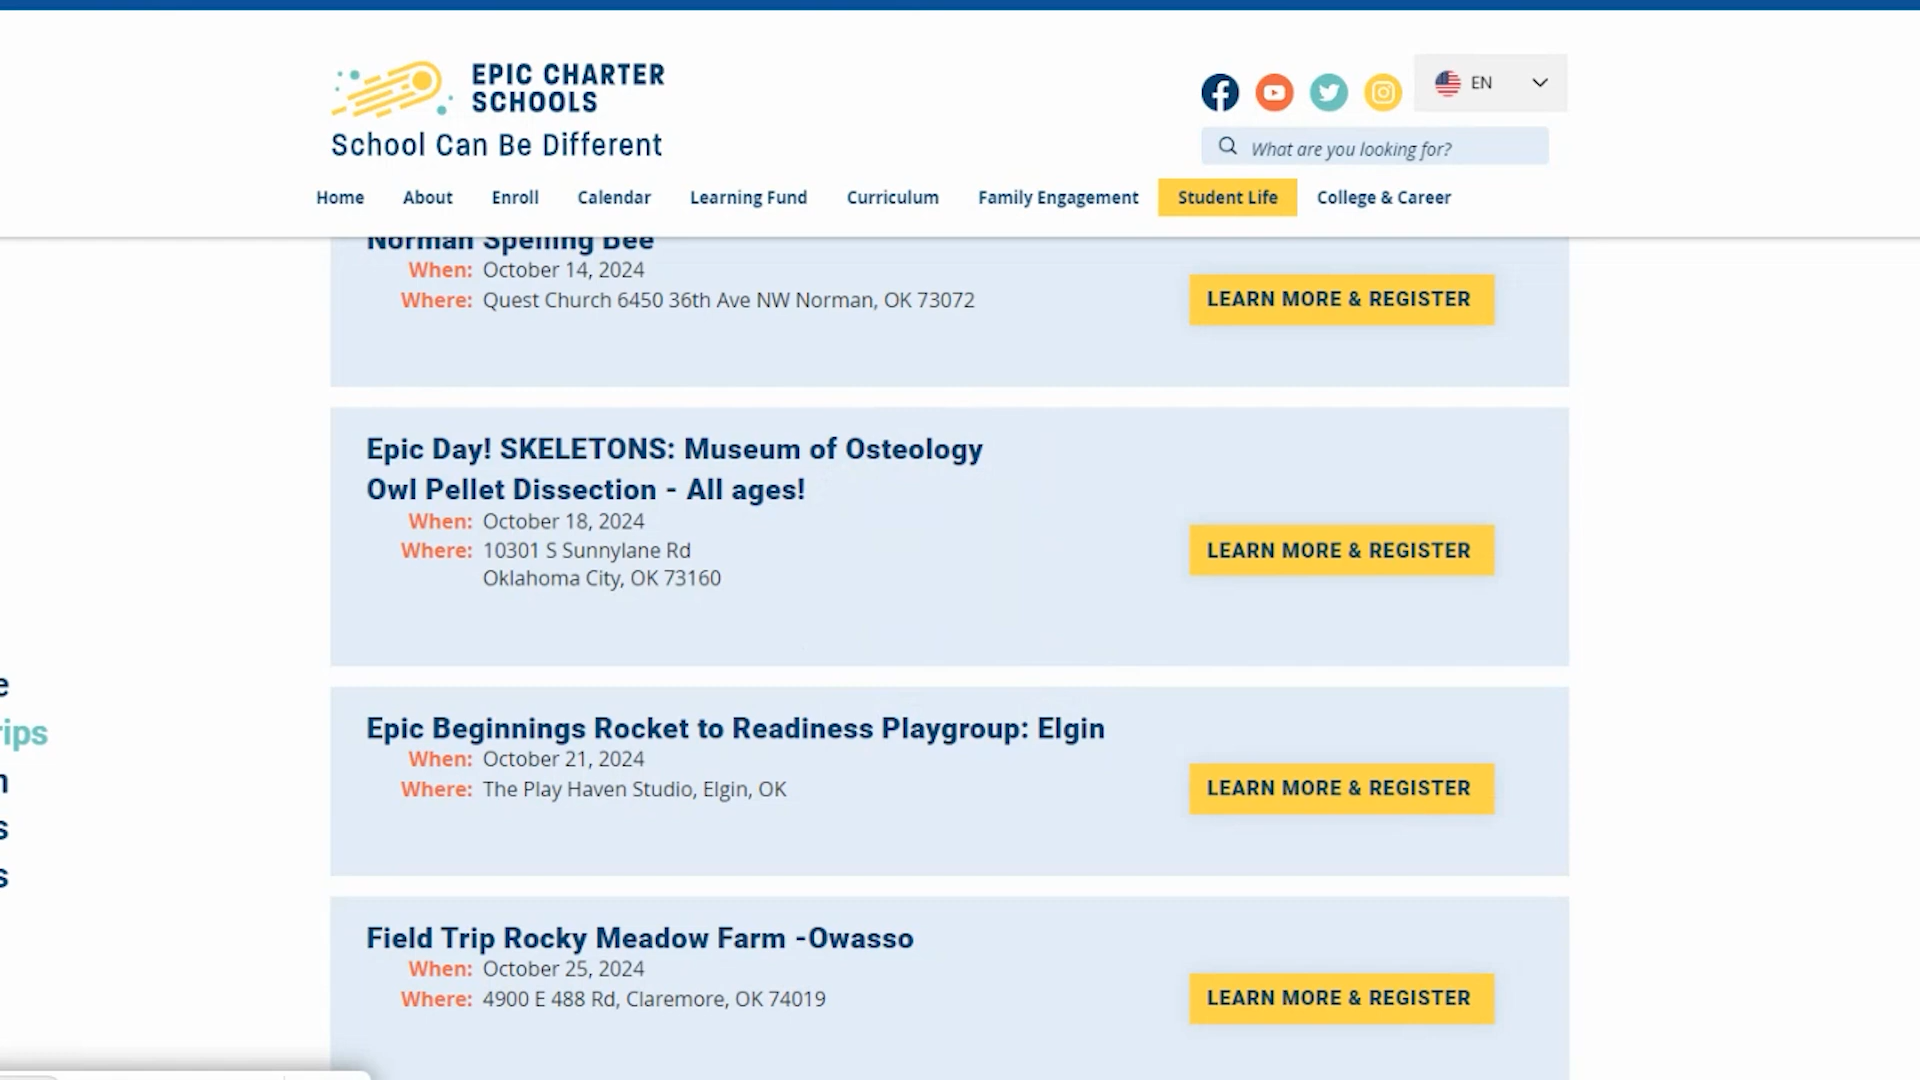 EPIC CHARTER
SCHOOLS
School Can Be Different
EN
What are you looking for?
Home About Enroll Calendar Learning Fund Curriculum Family Engagement Student Life College & Career
Norman Spelling Bee
When: October 14, 2024
Where: Quest Church 6450 36th Ave NW Norman, OK 73072
LEARN MORE & REGISTER
Epic Day! SKELETONS: Museum of Osteology
Owl Pellet Dissection - All ages!
When: October 18, 2024
Where: 10301 S Sunnylane Rd
Oklahoma City, OK 73160
LEARN MORE & REGISTER
Epic Beginnings Rocket to Readiness Playgroup: Elgin
When: October 21, 2024
Where: The Play Haven Studio, Elgin, OK
LEARN MORE & REGISTER
Field Trip Rocky Meadow Farm -Owasso
When: October 25, 2024
Where: 4900 E 488 Rd, Claremore, OK 74019
LEARN MORE & REGISTER